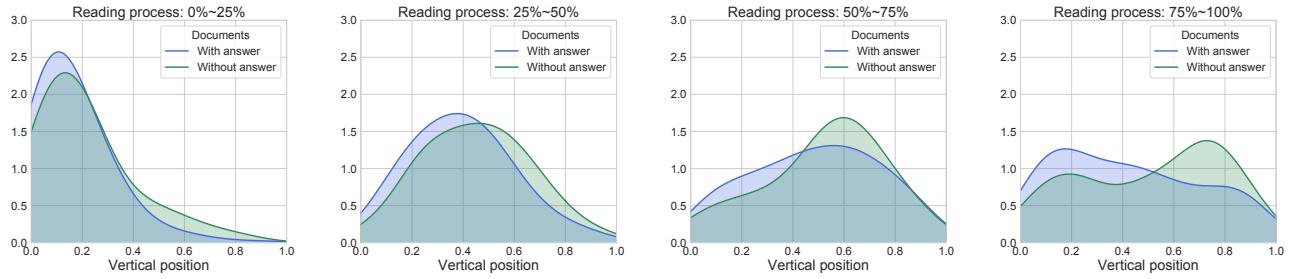 Reading process: 0%~25%
3.0
2.5
2.0
1.5
1.0
0.5
0.0
0.0 0.2 0.4 0.6 0.8 1.0
Vertical position
Documents
With answer
Without answer
Reading process: 25%~50%
3.0
2.5
2.0
1.5
1.0
0.5
0.0
0.0 0.2 0.4 0.6 0.8 1.0
Vertical position
Documents
With answer
Without answer
Reading process: 50%~75%
3.0
2.5
2.0
1.5
1.0
0.5
0.0
0.0 0.2 0.4 0.6 0.8 1.0
Vertical position
Documents
With answer
Without answer
Reading process: 75%~100%
3.0
2.5
2.0
1.5
1.0
0.5
0.0
0.0 0.2 0.4 0.6 0.8 1.0
Vertical position
Documents
With answer
Without answer